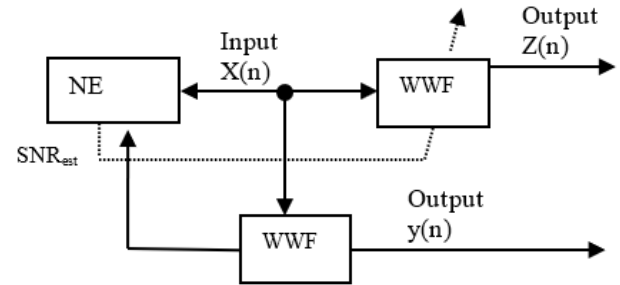 Output
Z(n)
Input
X(n)
NE
WWF
SNRest
Output
y(n)
WWF